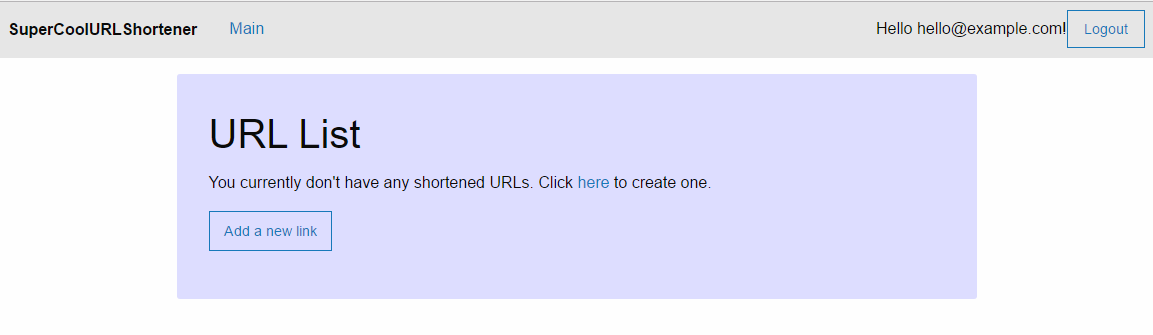 SuperCoolURLShortener Main Hello hello@example.com! Logout
URL List
You currently don't have any shortened URLs. Click here to create one.
Add a new link